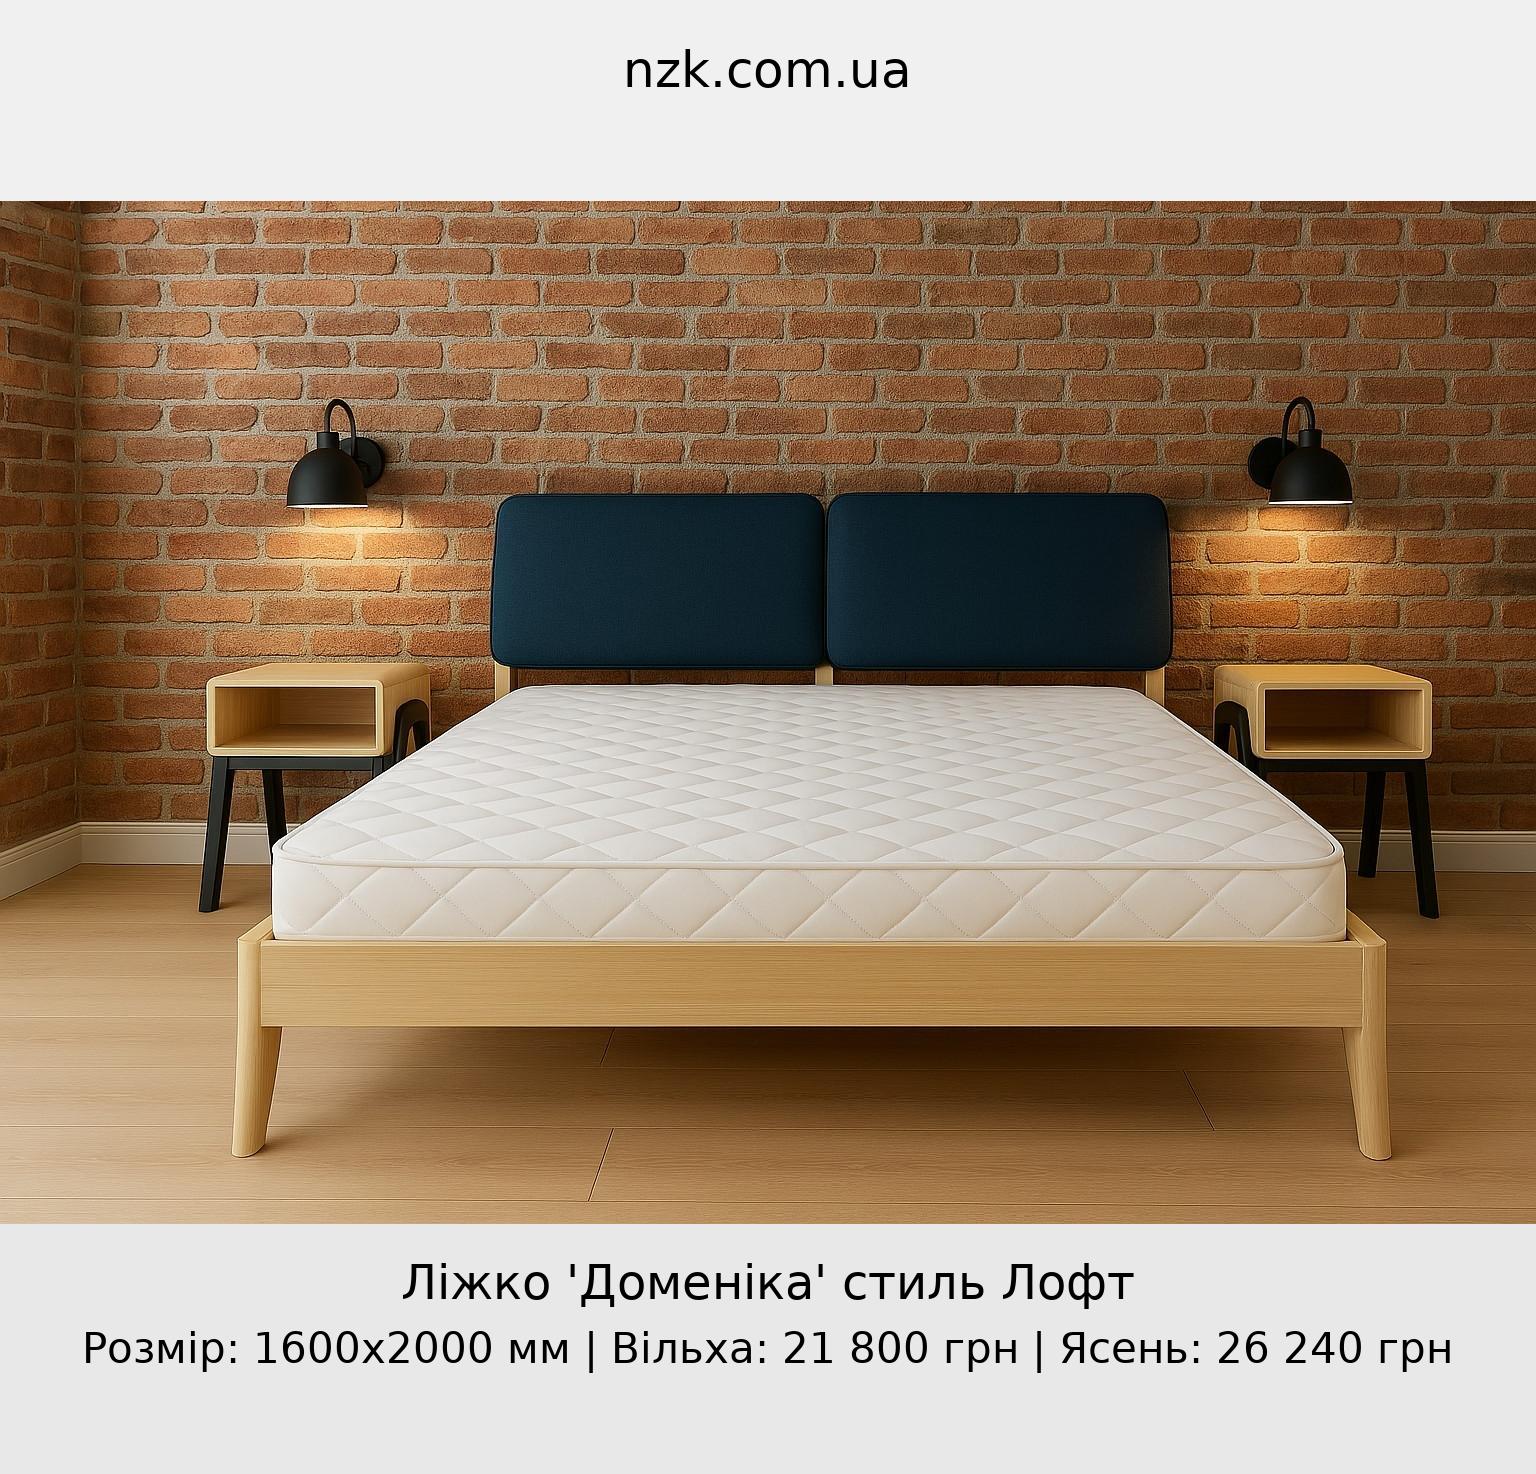 nzk.com.ua
Ліжко 'Доменіка' стиль Лофт
Розмір: 1600x2000 мм | Вільха: 21 800 грн | Ясень: 26 240 грн